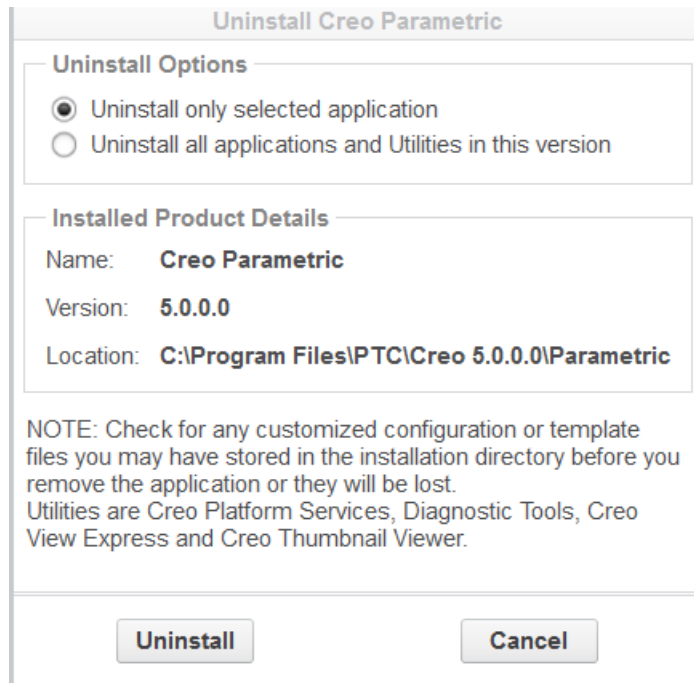 Uninstall Creo Parametric
Uninstall Options
Uninstall only selected application
Uninstall all applications and Utilities in this version
Installed Product Details
Name: Creo Parametric
Version: 5.0.0.0
Location: C:\Program Files\PTC\Creo 5.0.0.0\Parametric
NOTE: Check for any customized configuration or template
files you may have stored in the installation directory before you
remove the application or they will be lost.
Utilities are Creo Platform Services, Diagnostic Tools, Creo
View Express and Creo Thumbnail Viewer.
Uninstall Cancel